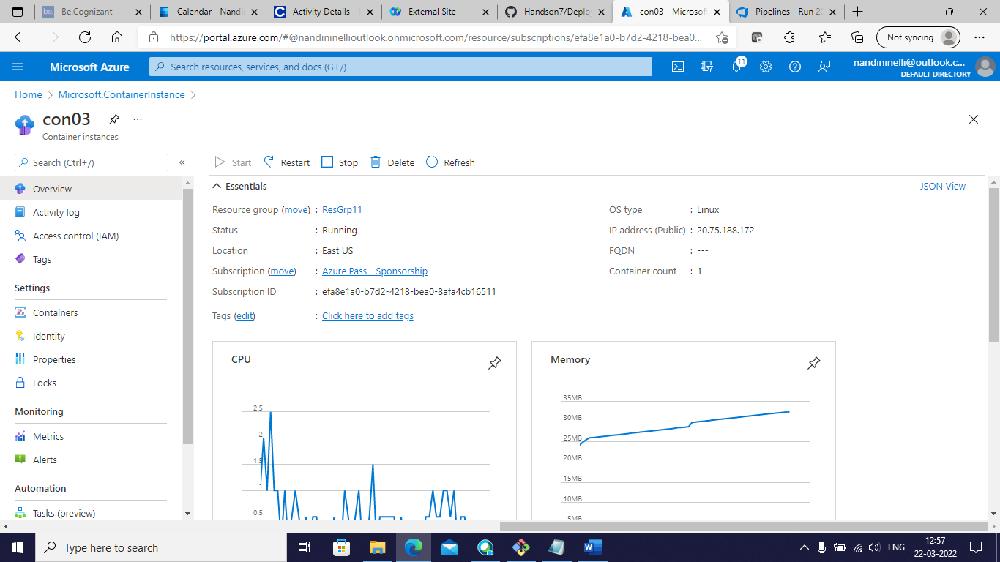 Be.Cognizant
Calendar - Nandi
Activity Details -
External Site
Handson7/Deplo
con03 - Microsof
Pipelines - Run 20
https://portal.azure.com/#@nandininellioutlook.onmicrosoft.com/resource/subscriptions/efa8e1a0-b7d2-4218-bea0...
Not syncing
Microsoft Azure
Search resources, services, and docs (G+/)
11
nandininelli@outlook.c...
DEFAULT DIRECTORY
Home
Microsoft.ContainerInstance
con03
Container instances
Search (Ctrl+/)
«
Start
Restart
Stop
Delete
Refresh
Overview
Activity log
Access control (IAM)
Tags
Settings
Containers
Identity
Properties
Locks
Monitoring
Metrics
Alerts
Automation
Tasks (preview)
Essentials
JSON View
Resource group (move) : ResGrp11
Status : Running
Location : East US
Subscription (move) : Azure Pass - Sponsorship
Subscription ID : efa8e1a0-b7d2-4218-bea0-8afa4cb16511
Tags (edit) : Click here to add tags
OS type : Linux
IP address (Public) : 20.75.188.172
FQDN : ---
Container count : 1
CPU
2.5
2
1.5
0.5
Memory
35MB
30MB
25MB
20MB
15MB
10MB
5MB
Type here to search
ENG
12:57
22-03-2022